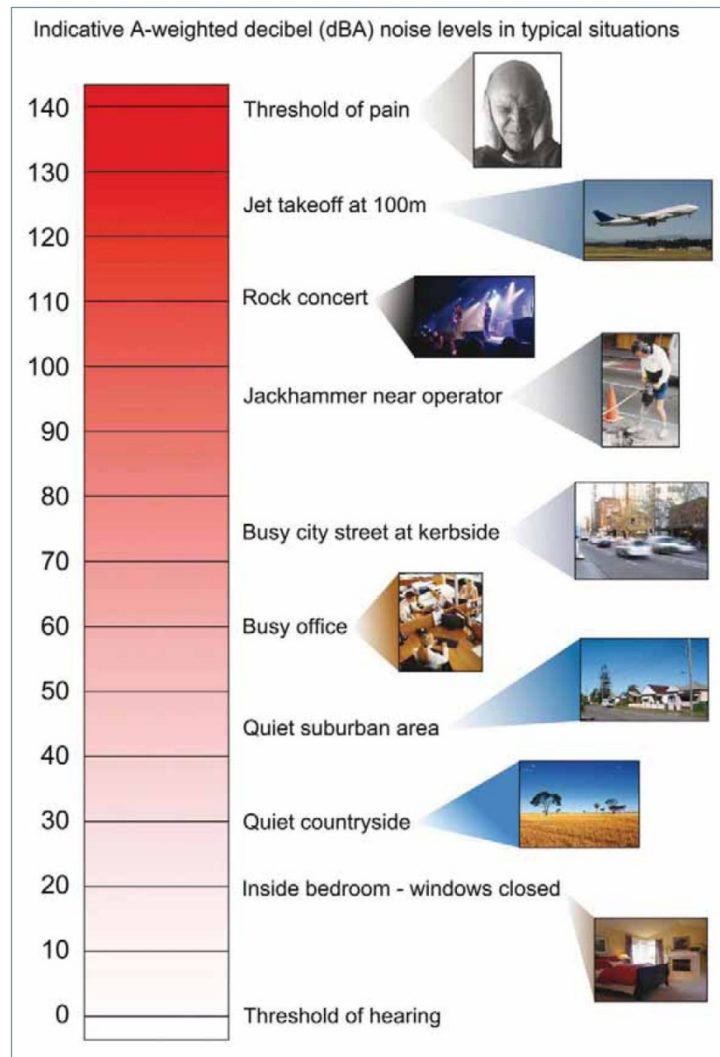 Indicative A-weighted decibel (dBA) noise levels in typical situations
140
Threshold of pain
130
Jet takeoff at 100m
120
110
Rock concert
100
Jackhammer near operator
90
80
Busy city street at kerbside
70
60
Busy office
50
Quiet suburban area
40
30
Quiet countryside
20
Inside bedroom - windows closed
10
0
Threshold of hearing